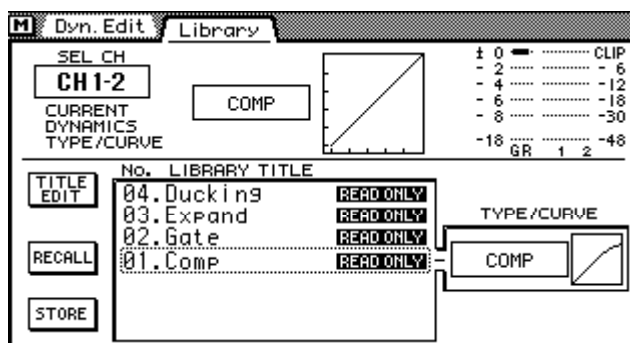 M Dyn. Edit Library
SEL CH
CH 1-2
CURRENT
DYNAMICS
TYPE/CURVE
COMP
± 0 CLIP
- 2 - 6
- 4 -12
- 6 -18
- 8 -30
-18 -48
GR 1 2
No. LIBRARY TITLE
TITLE
EDIT
RECALL
STORE
04.Ducking READ ONLY
03.Expand READ ONLY
02.Gate READ ONLY
01.Comp READ ONLY
TYPE/CURVE
COMP